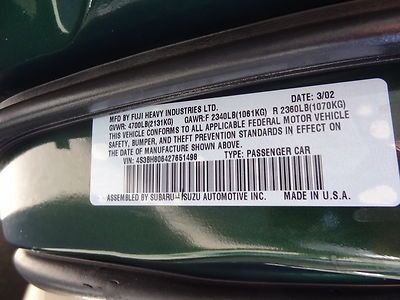 MFD BY FUJI HEAVY INDUSTRIES LTD. DATE: 3/02
GVWR: 4700LB(2131KG) GAWR:F 2340LB(1061KG) R 2360LB(1070KG)
THIS VEHICLE CONFORMS TO ALL APPLICABLE FEDERAL MOTOR VEHICLE
SAFETY, BUMPER, AND THEFT PREVENTION STANDARDS IN EFFECT ON
THE DATE OF MANUFACTURE SHOWN ABOVE.
VIN: 4S3BH806427651498 TYPE: PASSENGER CAR
ASSEMBLED BY SUBARU-ISUZU AUTOMOTIVE INC. MADE IN U.S.A.